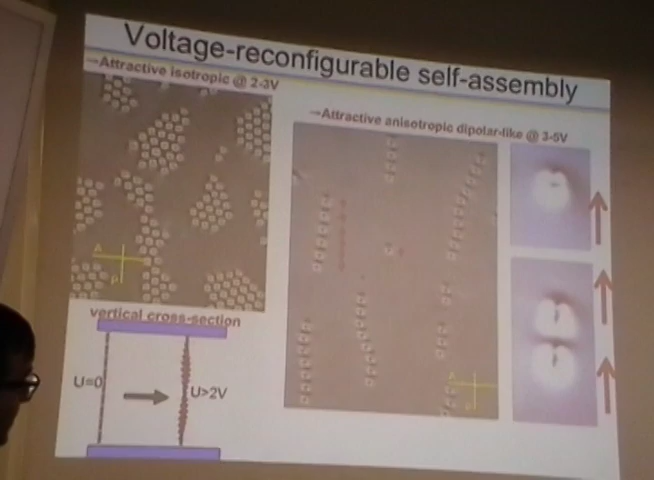 Voltage-reconfigurable self-assembly
→Attractive isotropic @ 2-3V
→Attractive anisotropic dipolar-like @ 3-5V
A
P
vertical cross-section
U=0
U>2V
A